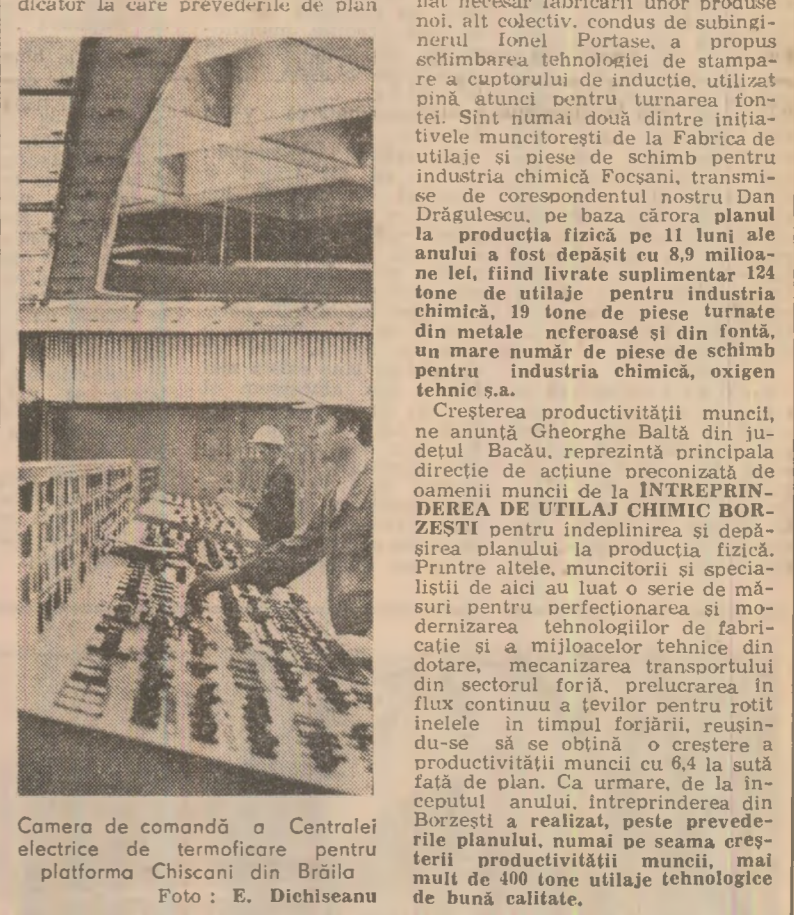 dicator la care prevederile de plan
Camera de comandă a Centralei
electrice de termoficare pentru
platforma Chiscani din Brăila
Foto : E. Dichiseanu
nat necesar fabricării unor produse
noi, alt colectiv, condus de subingi-
nerul Ionel Portase, a propus
schimbarea tehnologiei de stampa-
re a cuptorului de inductie, utilizat
pînă atunci pentru turnarea fon-
tei. Sînt numai două dintre iniția-
tivele muncitorești de la Fabrica de
utilaje și piese de schimb pentru
industria chimică Focșani, transmi-
se de corespondentul nostru Dan
Drăgulescu, pe baza cărora planul
la producția fizică pe 11 luni ale
anului a fost depășit cu 8,9 milioa-
ne lei, fiind livrate suplimentar 124
tone de utilaje pentru industria
chimică, 19 tone de piese turnate
din metale neferoase și din fontă,
un mare număr de piese de schimb
pentru industria chimică, oxigen
tehnic ș.a.
Creșterea productivității muncii,
ne anunță Gheorghe Baltă din ju-
dețul Bacău, reprezintă principala
direcție de acțiune preconizată de
oamenii muncii de la ÎNTREPRIN-
DEREA DE UTILAJ CHIMIC BOR-
ZEȘTI pentru îndeplinirea și depă-
șirea planului la producția fizică.
Printre altele, muncitorii și specia-
liștii de aici au luat o serie de mă-
suri pentru perfecționarea și mo-
dernizarea tehnologiilor de fabri-
cație și a mijloacelor tehnice din
dotare, mecanizarea transportului
din sectorul forjă, prelucrarea în
flux continuu a țevilor pentru rotit
inelele in timpul forjării, reușin-
du-se să se obțină o creștere a
productivității muncii cu 6,4 la sută
față de plan. Ca urmare, de la în-
ceputul anului, întreprinderea din
Borzești a realizat, peste prevede-
rile planului, numai pe seama creș-
terii productivității muncii, mai
mult de 400 tone utilaje tehnologice
de bună calitate.